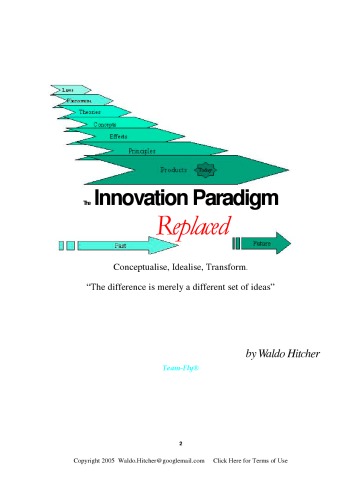 Laws
Phenomena
Theories
Concepts
Effects
Principles
Products Today
The Innovation Paradigm
Replaced
Past Future
Conceptualise, Idealise, Transform.
“The difference is merely a different set of ideas”
by Waldo Hitcher
Team-Fly®
2
Copyright 2005 Waldo.Hitcher@googlemail.com Click Here for Terms of Use